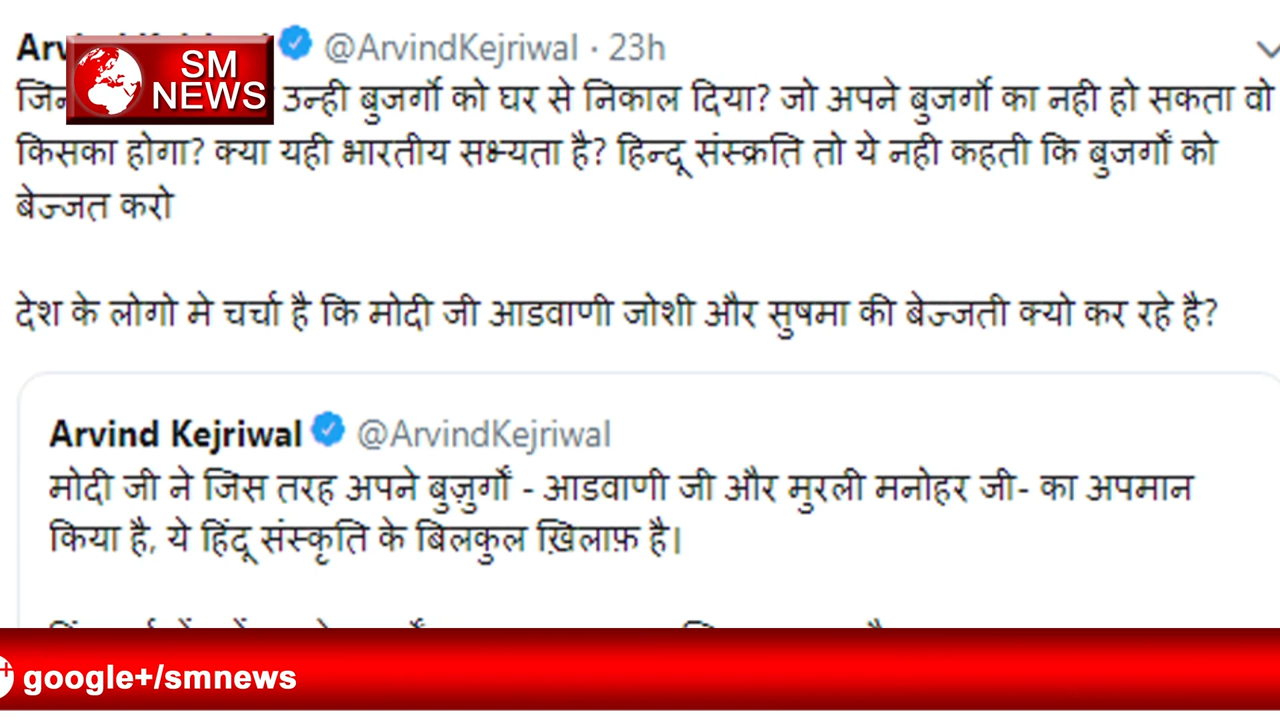 @ArvindKejriwal · 23h
SM
NEWS
उन्ही बुजर्गो को घर से निकाल दिया? जो अपने बुजर्गो का नही हो सकता वो
किसका होगा? क्या यही भारतीय सभ्यता है? हिन्दू संस्क्रति तो ये नही कहती कि बुजर्गों को
बेज्जत करो
देश के लोगो मे चर्चा है कि मोदी जी आडवाणी जोशी और सुषमा की बेज्जती क्यो कर रहे है?
Arvind Kejriwal @ArvindKejriwal
मोदी जी ने जिस तरह अपने बुज़ुर्गों - आडवाणी जी और मुरली मनोहर जी- का अपमान
किया है, ये हिंदू संस्कृति के बिलकुल ख़िलाफ़ है।
google+/smnews